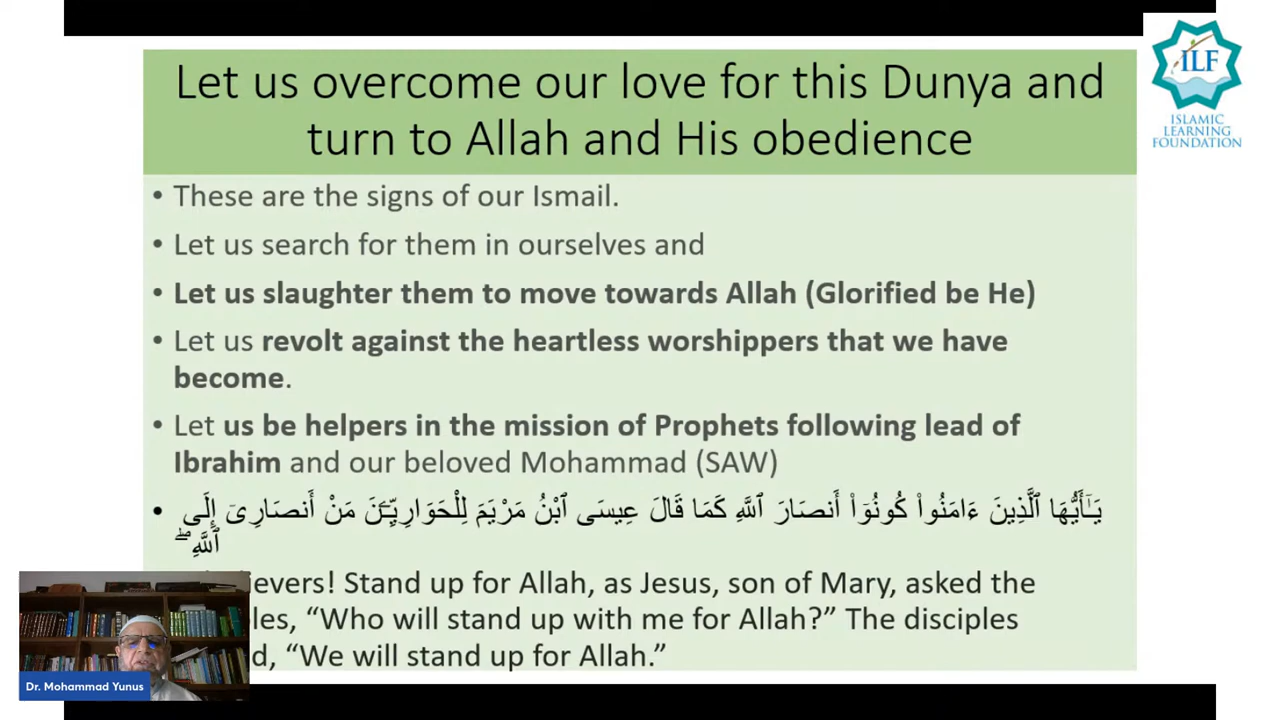 Let us overcome our love for this Dunya and
turn to Allah and His obedience
ILF
ISLAMIC
LEARNING
FOUNDATION
• These are the signs of our Ismail.
• Let us search for them in ourselves and
• Let us slaughter them to move towards Allah (Glorified be He)
• Let us revolt against the heartless worshippers that we have
become.
• Let us be helpers in the mission of Prophets following lead of
Ibrahim and our beloved Mohammad (SAW)
• يَـٰٓأَيُّهَا ٱلَّذِينَ ءَامَنُوا۟ كُونُوٓا۟ أَنصَارَ ٱللَّهِ كَمَا قَالَ عِيسَى ٱبْنُ مَرْيَمَ لِلْحَوَارِيِّـۧنَ مَنْ أَنصَارِىٓ إِلَى
ٱللَّهِ ۖ
evers! Stand up for Allah, as Jesus, son of Mary, asked the
les, “Who will stand up with me for Allah?” The disciples
d, “We will stand up for Allah.”
Dr. Mohammad Yunus